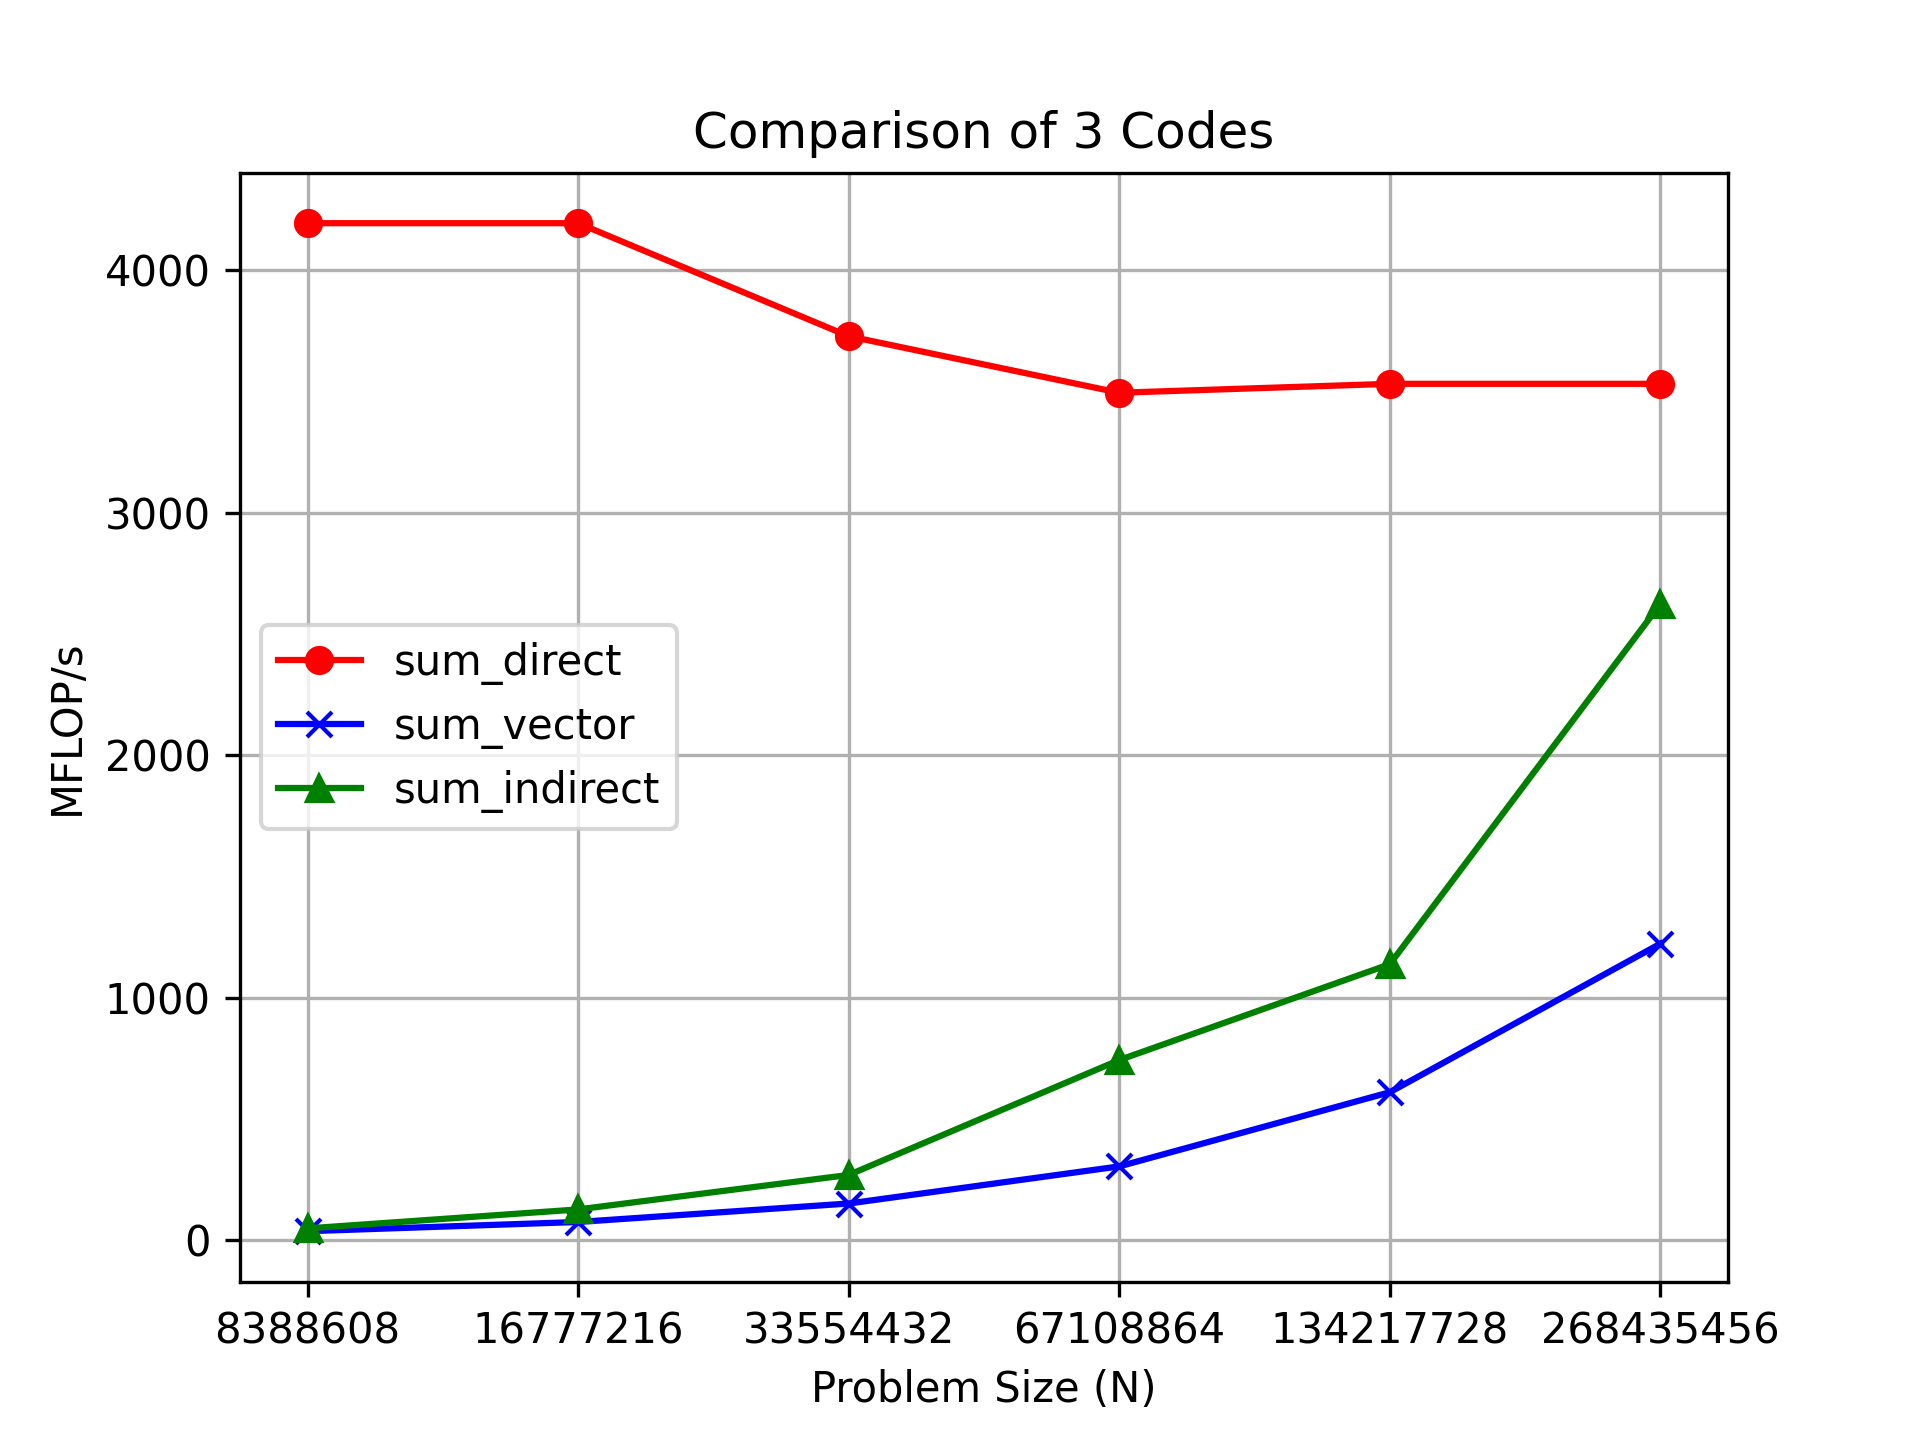 Comparison of 3 Codes
MFLOP/s
4000
3000
2000
1000
0
sum_direct
sum_vector
sum_indirect
8388608 16777216 33554432 67108864 134217728 268435456
Problem Size (N)